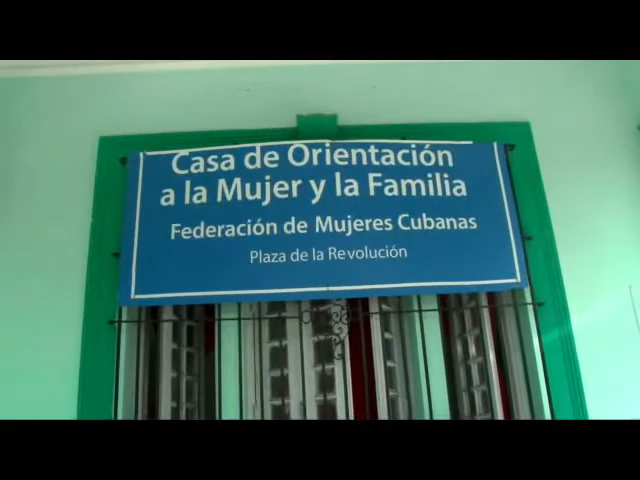 Casa de Orientación
a la Mujer y la Familia
Federación de Mujeres Cubanas
Plaza de la Revolución